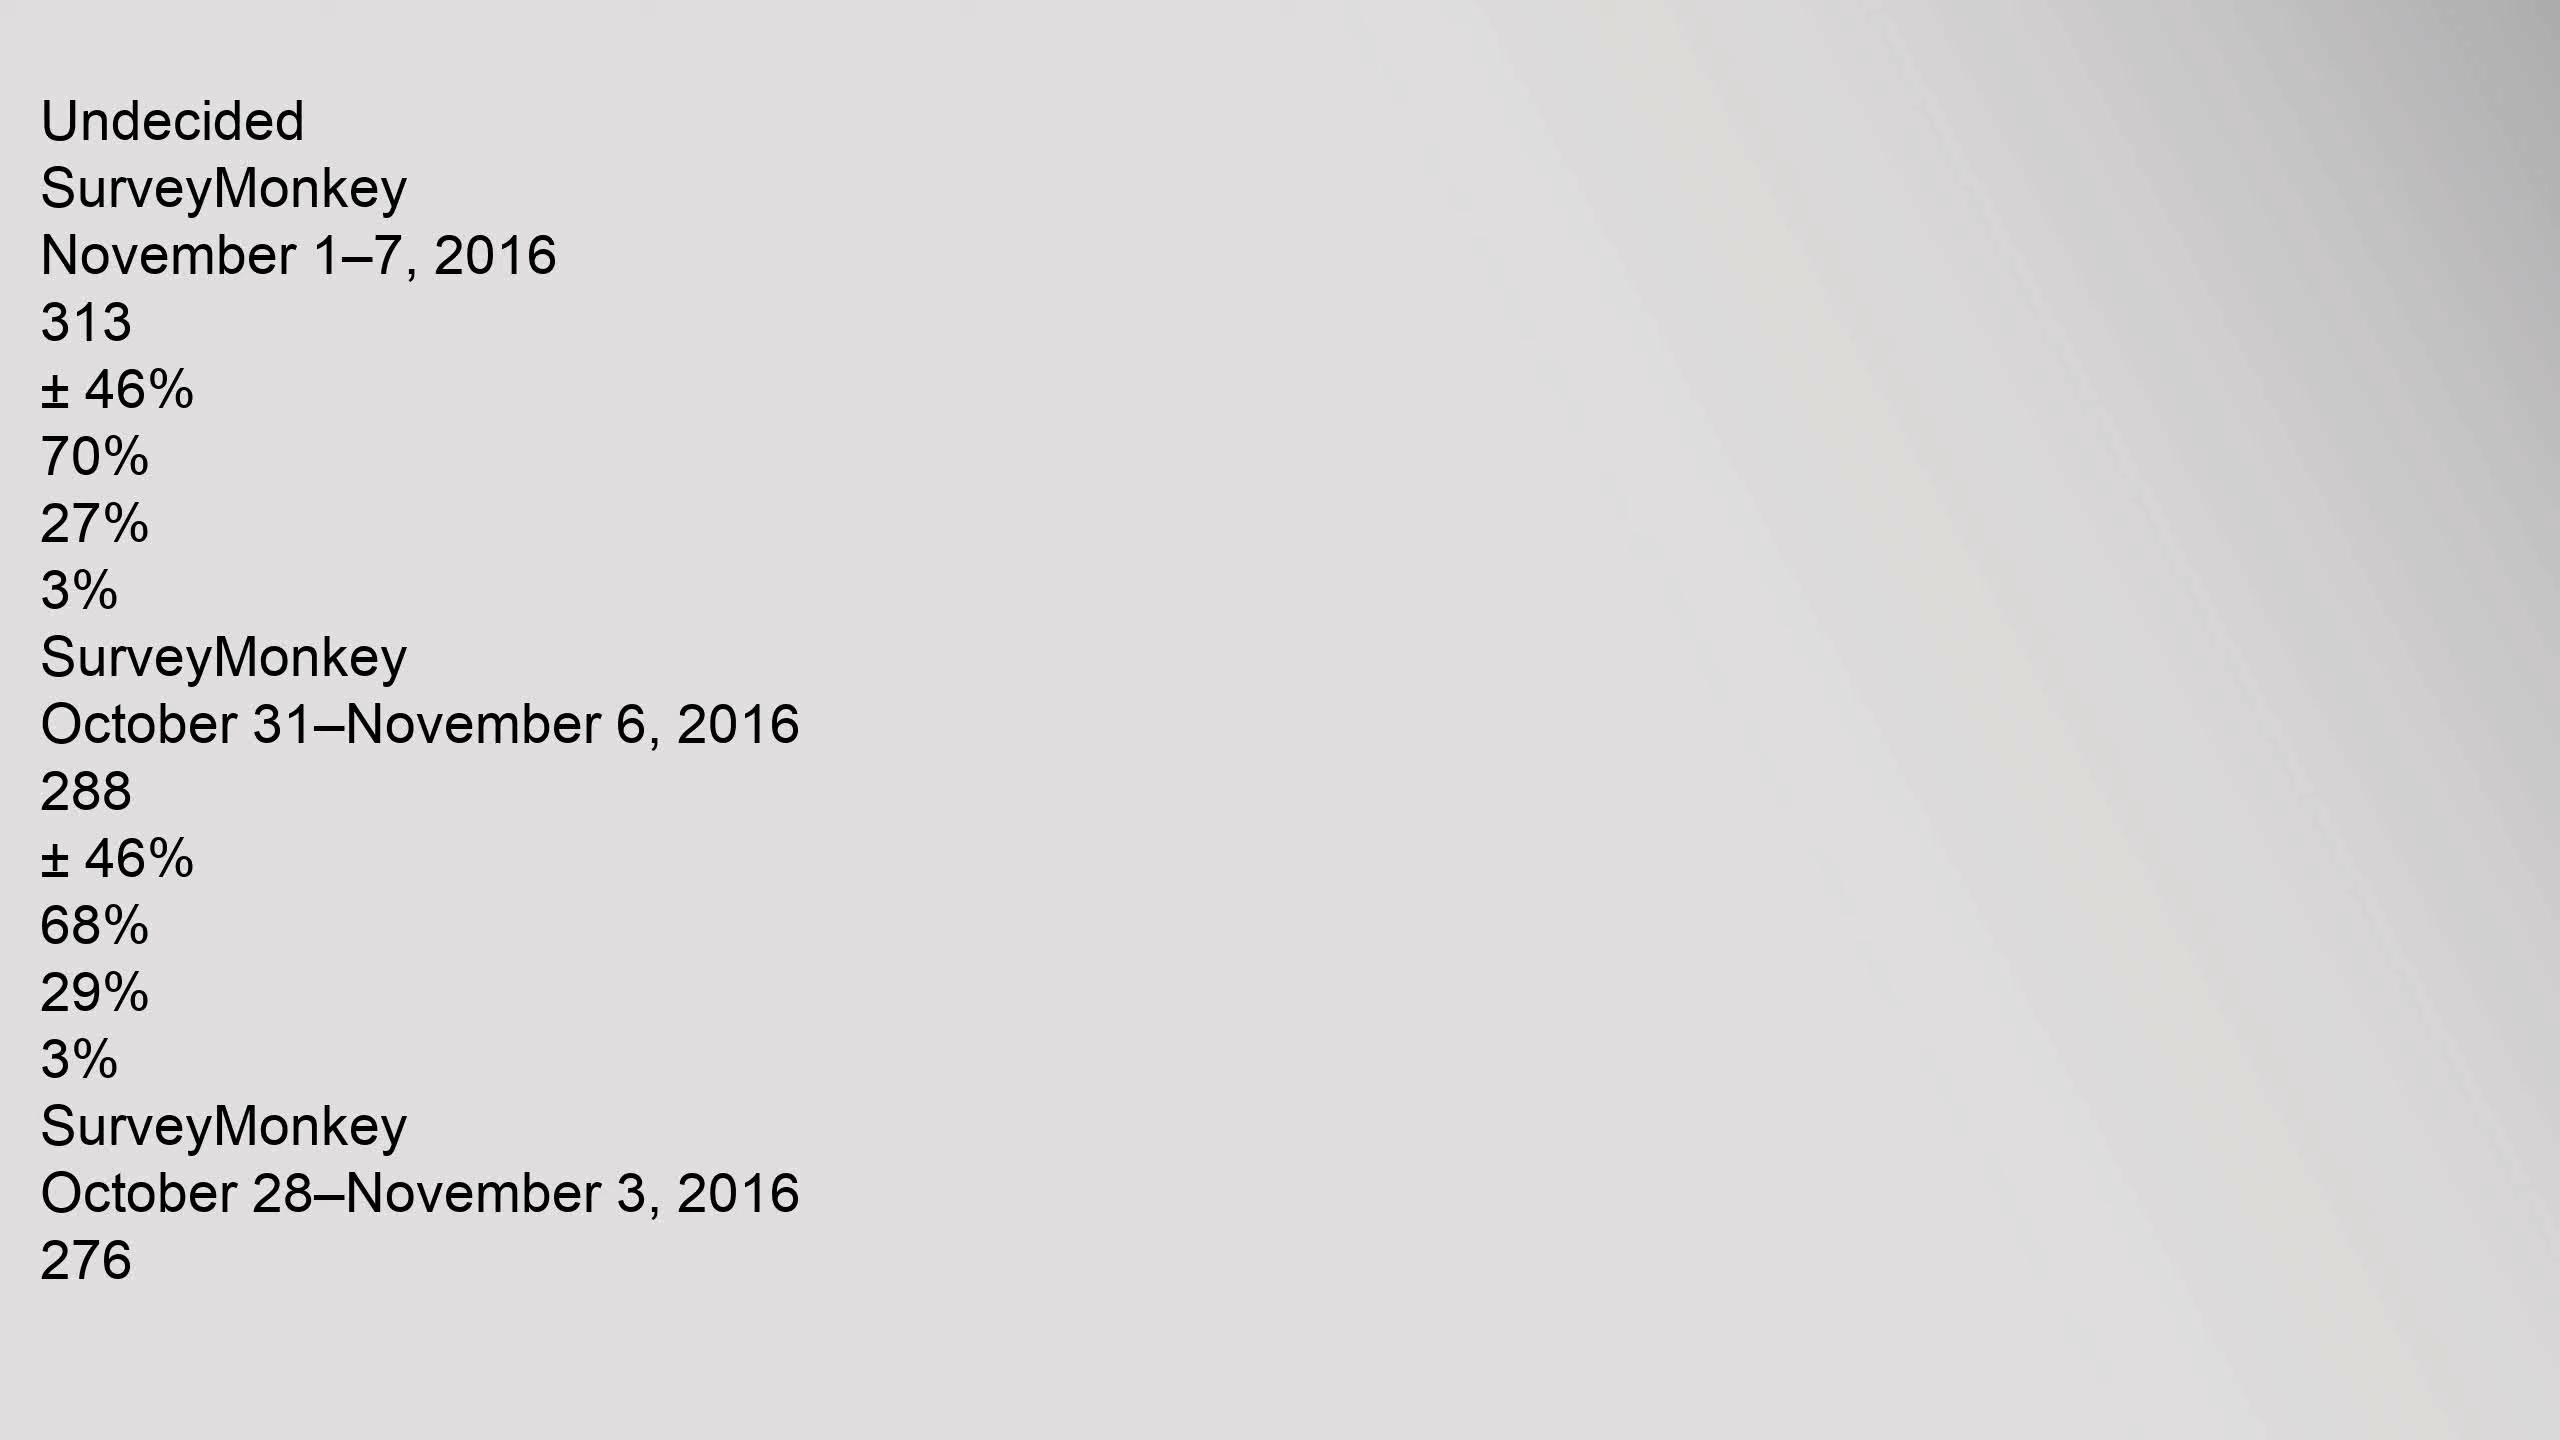 Undecided
SurveyMonkey
November 1–7, 2016
313
± 46%
70%
27%
3%
SurveyMonkey
October 31–November 6, 2016
288
± 46%
68%
29%
3%
SurveyMonkey
October 28–November 3, 2016
276